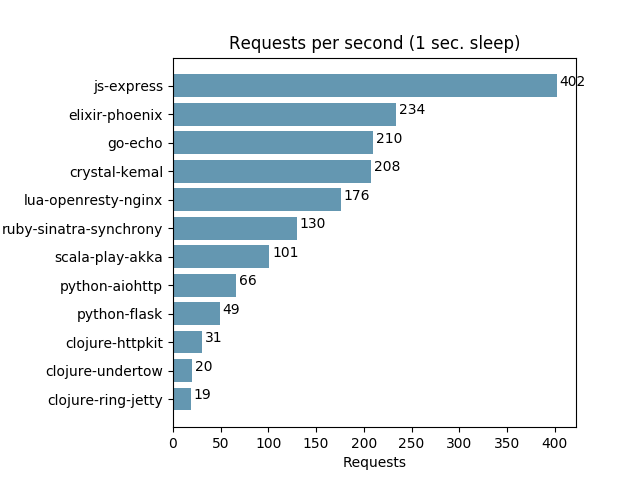 Requests per second (1 sec. sleep)
js-express 402
elixir-phoenix 234
go-echo 210
crystal-kemal 208
lua-openresty-nginx 176
ruby-sinatra-synchrony 130
scala-play-akka 101
python-aiohttp 66
python-flask 49
clojure-httpkit 31
clojure-undertow 20
clojure-ring-jetty 19
0 50 100 150 200 250 300 350 400
Requests